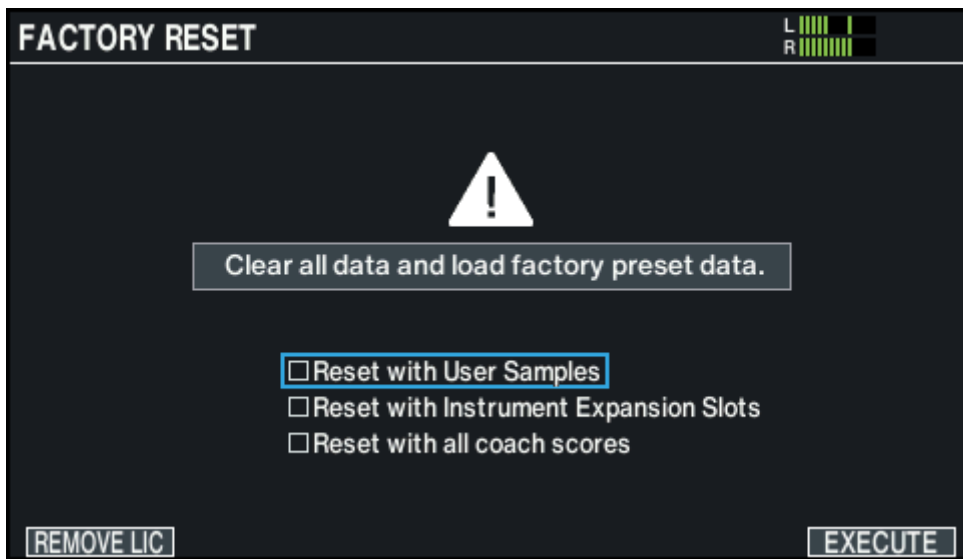 FACTORY RESET
L
R
!
Clear all data and load factory preset data.
Reset with User Samples
Reset with Instrument Expansion Slots
Reset with all coach scores
REMOVE LIC
EXECUTE